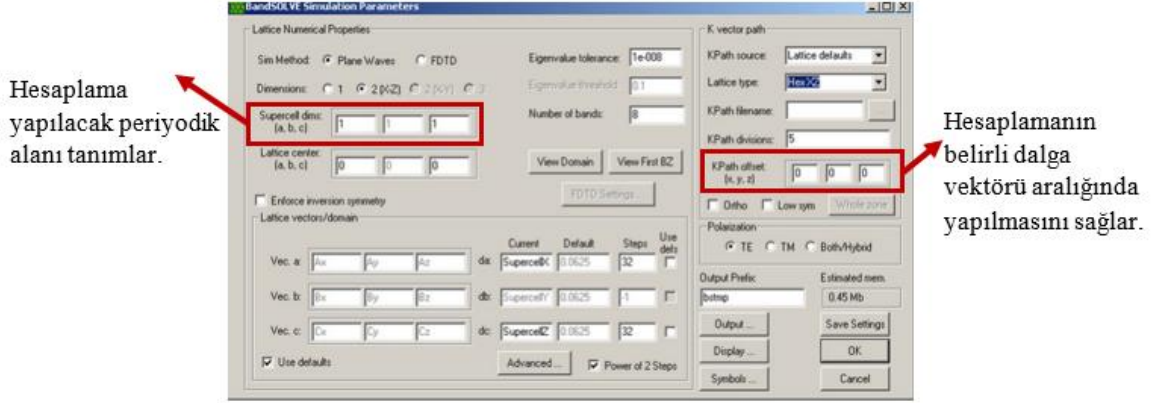 BandSOLVE Simulation Parameters
Lattice Numerical Properties
Sim Method: Plane Waves FDTD
Dimensions: 1 2 (XZ) 2 (XY) 3
Supercell dims: (a, b, c) 1 1 1
Lattice center: (a, b, c) 0 0 0
Enforce inversion symmetry
Eigenvalue tolerance: 1e-008
Eigenvalue threshold 0.1
Number of bands: 8
View Domain View First BZ
FDTD Settings...
Lattice vectors/domain
Current Default Steps Use defs
Vec. a: Ax Ay Az da: SupercellX 0.0625 32
Vec. b: Bx By Bz db: SupercellY 0.0625 -1
Vec. c: Cx Cy Cz dc: SupercellZ 0.0625 32
Use defaults Advanced ... Power of 2 Steps
K vector path
KPath source: Lattice defaults
Lattice type: Hex XZ
KPath filename:
KPath divisions: 5
KPath offset: (x, y, z) 0 0 0
Ortho Low sym Whole zone
Polarization
TE TM Both/Hybrid
Output Prefix: Estimated mem.
bstmp 0.45 Mb
Output ... Save Settings
Display ... OK
Symbols ... Cancel
Hesaplama
yapılacak periyodik
alanı tanımlar.
Hesaplamanın
belirli dalga
vektörü aralığında
yapılmasını sağlar.